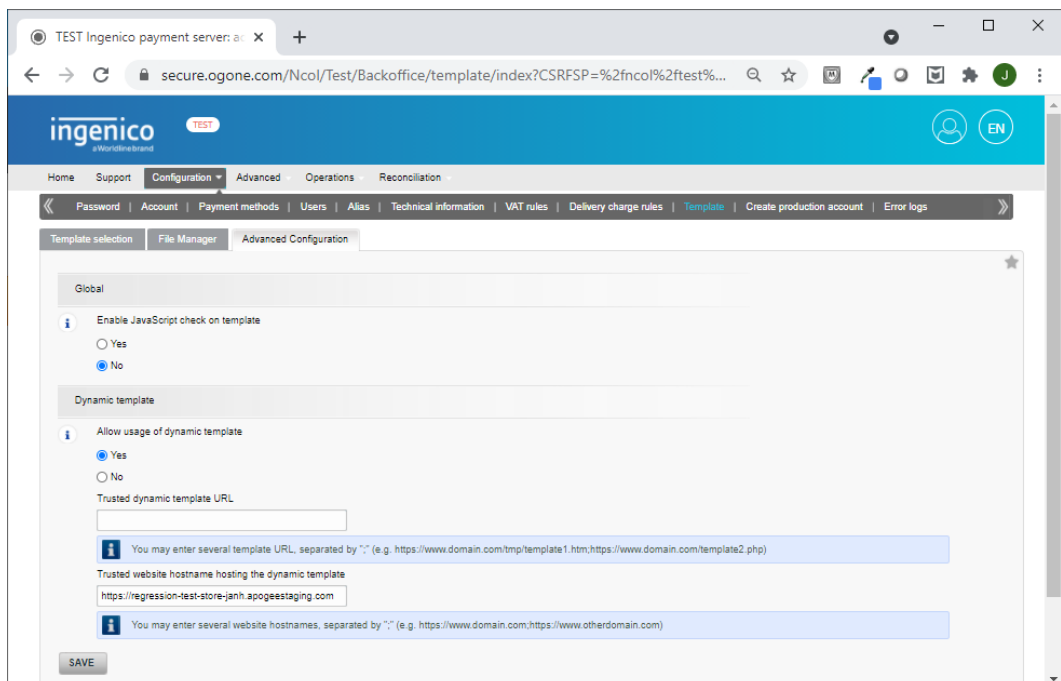 TEST Ingenico payment server: ac
secure.ogone.com/Ncol/Test/Backoffice/template/index?CSRFSP=%2fncol%2ftest%...
J
ingenico
a Worldline brand
TEST
EN
Home Support Configuration Advanced Operations Reconciliation
Password | Account | Payment methods | Users | Alias | Technical information | VAT rules | Delivery charge rules | Template | Create production account | Error logs
Template selection File Manager Advanced Configuration
Global
Enable JavaScript check on template
Yes
No
Dynamic template
Allow usage of dynamic template
Yes
No
Trusted dynamic template URL
You may enter several template URL, separated by ";" (e.g. https://www.domain.com/tmp/template1.htm;https://www.domain.com/template2.php)
Trusted website hostname hosting the dynamic template
https://regression-test-store-janh.apogeestaging.com
You may enter several website hostnames, separated by ";" (e.g. https://www.domain.com;https://www.otherdomain.com)
SAVE